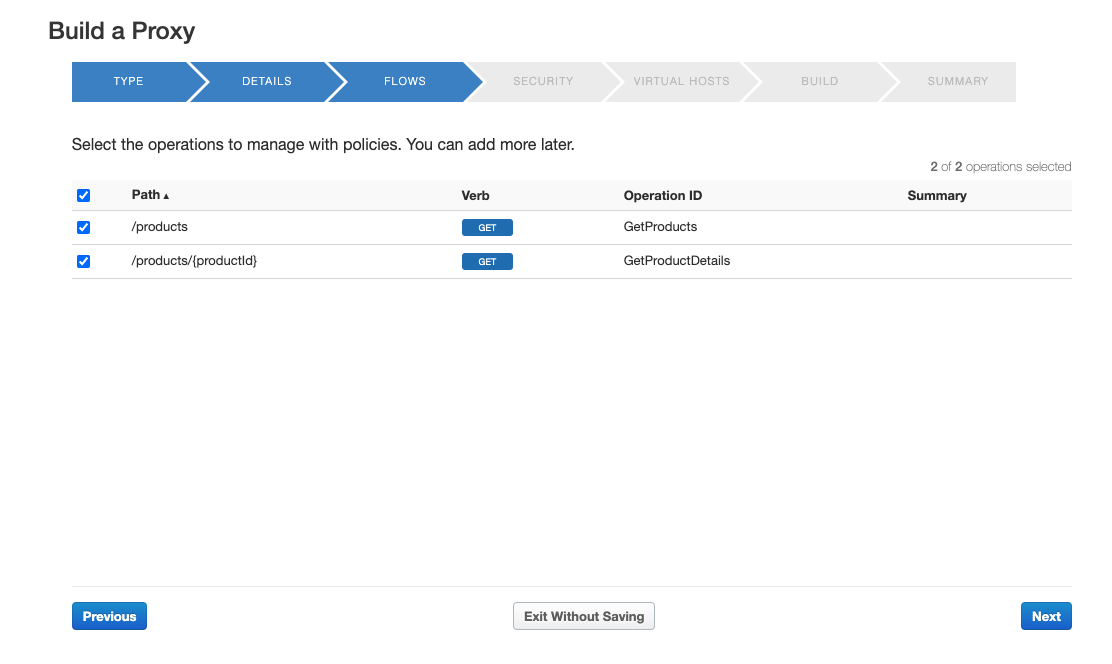 Build a Proxy
TYPE DETAILS FLOWS SECURITY VIRTUAL HOSTS BUILD SUMMARY
Select the operations to manage with policies. You can add more later.
2 of 2 operations selected
Path ▴ Verb Operation ID Summary
/products GET GetProducts
/products/{productId} GET GetProductDetails
Previous Exit Without Saving Next